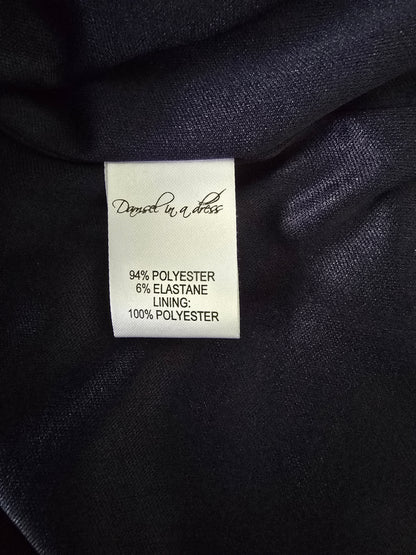 Damsel in a dress
94% POLYESTER
6% ELASTANE
LINING:
100% POLYESTER